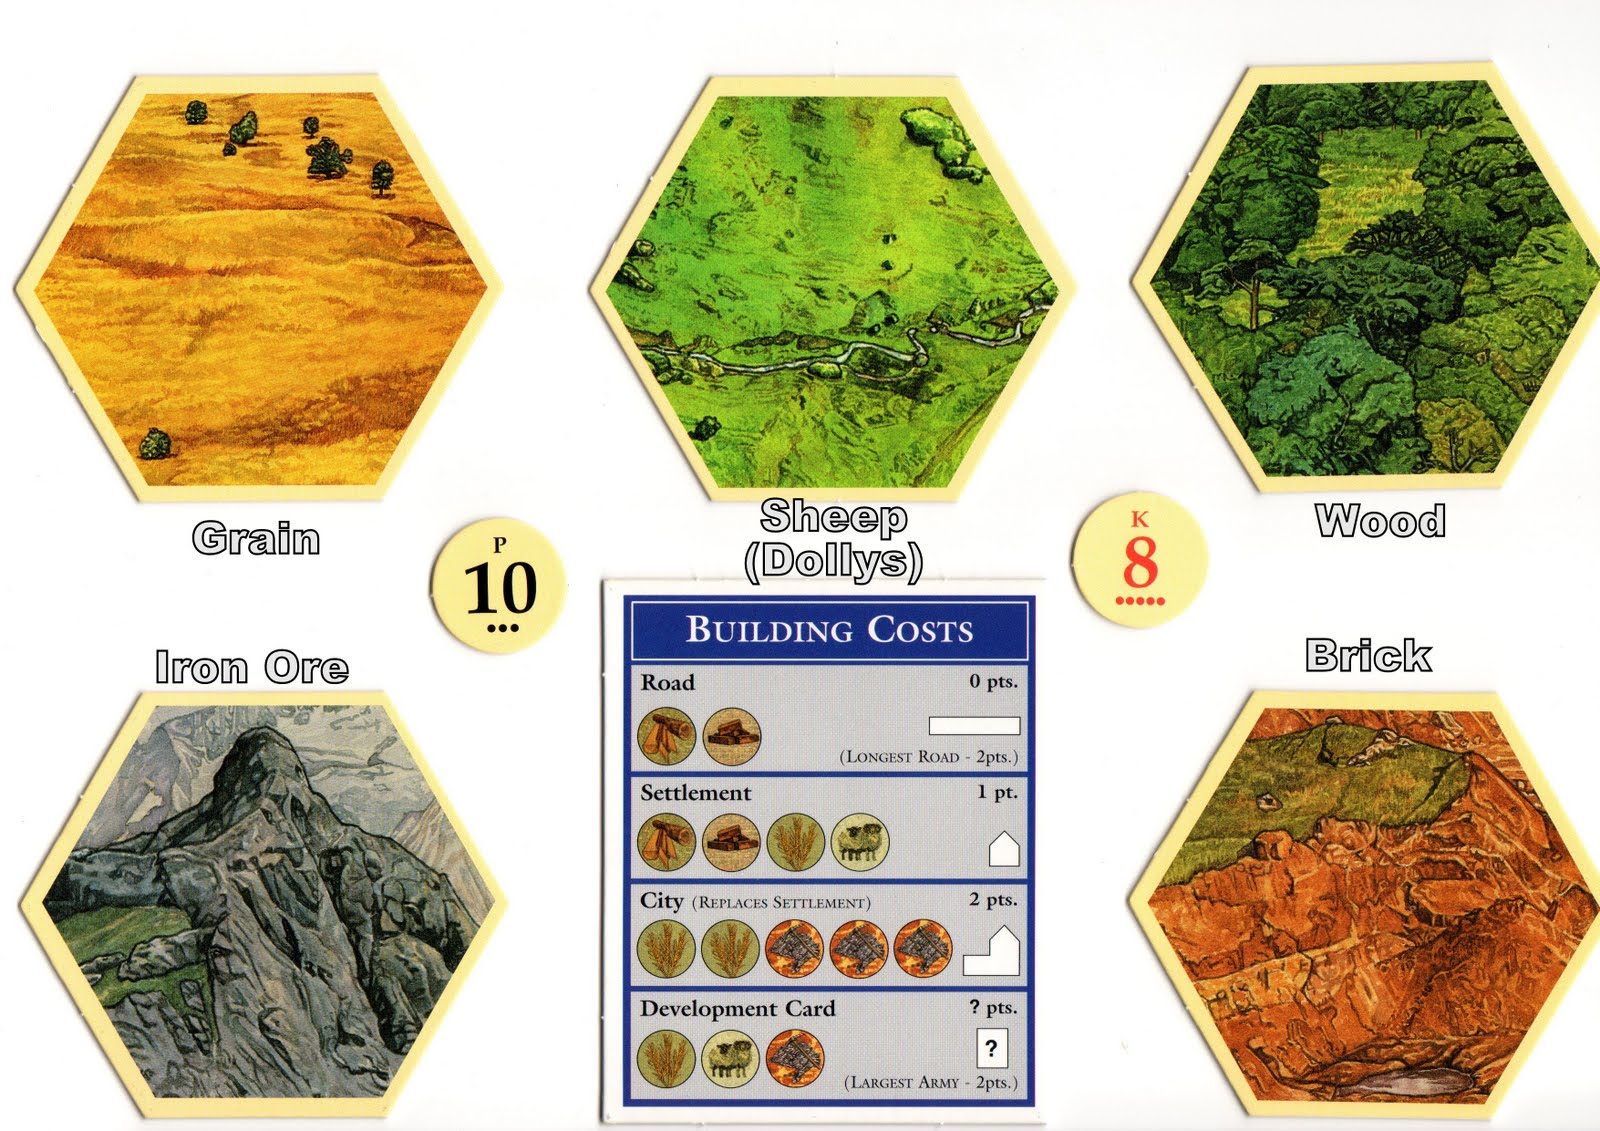 Grain
Sheep
(Dollys)
Wood
P
10
K
8
Iron Ore
Brick
Building Costs
Road 0 pts.
(Longest Road - 2pts.)
Settlement 1 pt.
City (Replaces Settlement) 2 pts.
Development Card ? pts.
?
(Largest Army - 2pts.)